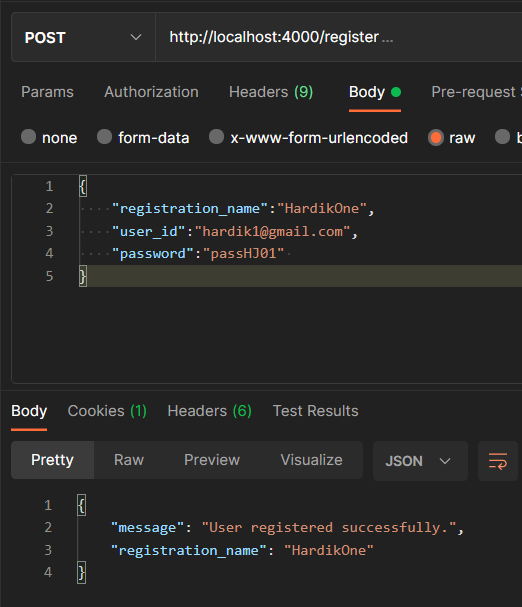 POST http://localhost:4000/register ...
Params Authorization Headers (9) Body Pre-request
none form-data x-www-form-urlencoded raw
1 {
2 "registration_name":"HardikOne",
3 "user_id":"hardik1@gmail.com",
4 "password":"passHJ01"
5 }
Body Cookies (1) Headers (6) Test Results
Pretty Raw Preview Visualize JSON
1 {
2 "message": "User registered successfully.",
3 "registration_name": "HardikOne"
4 }